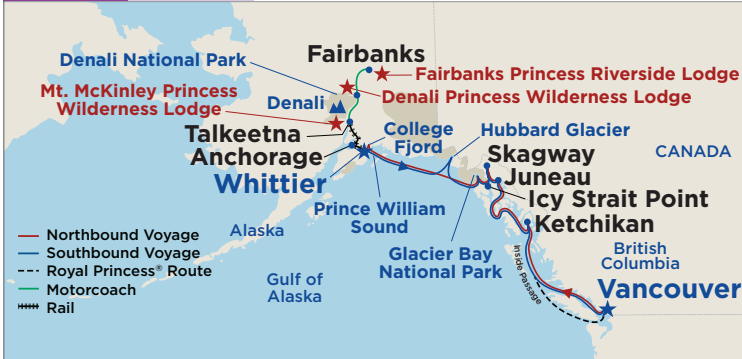 Fairbanks
Denali National Park
Fairbanks Princess Riverside Lodge
Mt. McKinley Princess
Wilderness Lodge
Denali
Denali Princess Wilderness Lodge
Talkeetna
College
Fjord
Hubbard Glacier
Anchorage
Skagway
CANADA
Whittier
Juneau
Icy Strait Point
Prince William
Sound
Ketchikan
Alaska
Glacier Bay
National Park
Northbound Voyage
Southbound Voyage
Royal Princess® Route
Motorcoach
Rail
Gulf of
Alaska
Inside Passage
British
Columbia
Vancouver